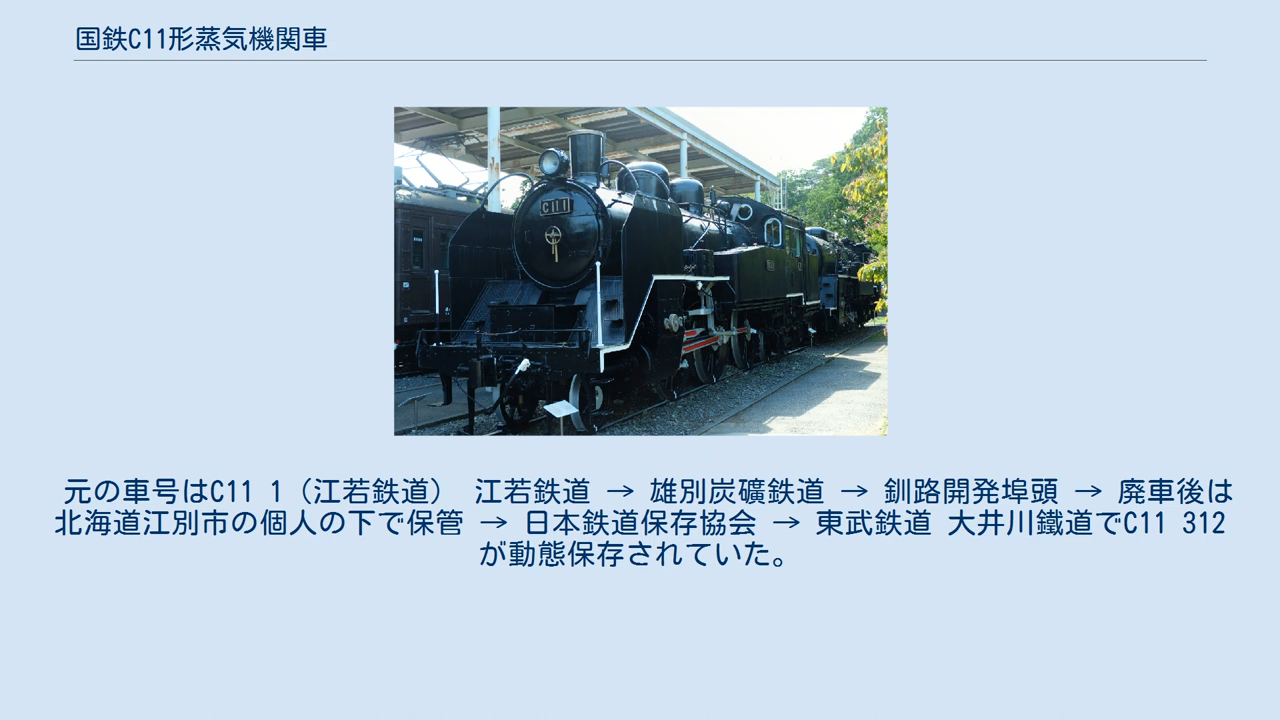 国鉄C11形蒸気機関車
C11 1
元の車号はC11 1（江若鉄道） 江若鉄道 → 雄別炭礦鉄道 → 釧路開発埠頭 → 廃車後は
北海道江別市の個人の下で保管 → 日本鉄道保存協会 → 東武鉄道 大井川鐵道でC11 312
が動態保存されていた。